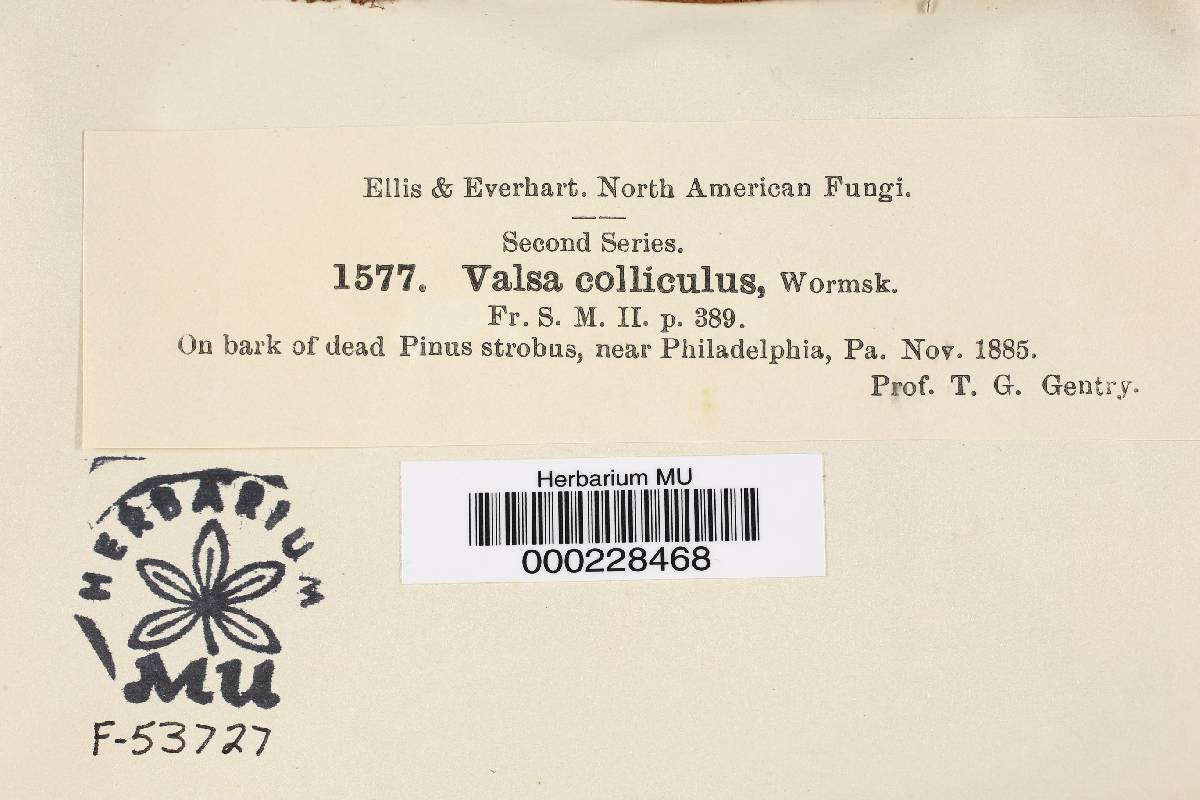 Ellis & Everhart. North American Fungi.
Second Series.
1577. Valsa colliculus, Wormsk.
Fr. S. M. II. p. 389.
On bark of dead Pinus strobus, near Philadelphia, Pa. Nov. 1885.
Prof. T. G. Gentry.
Herbarium MU
000228468
HERBARIUM
MU
F-53727